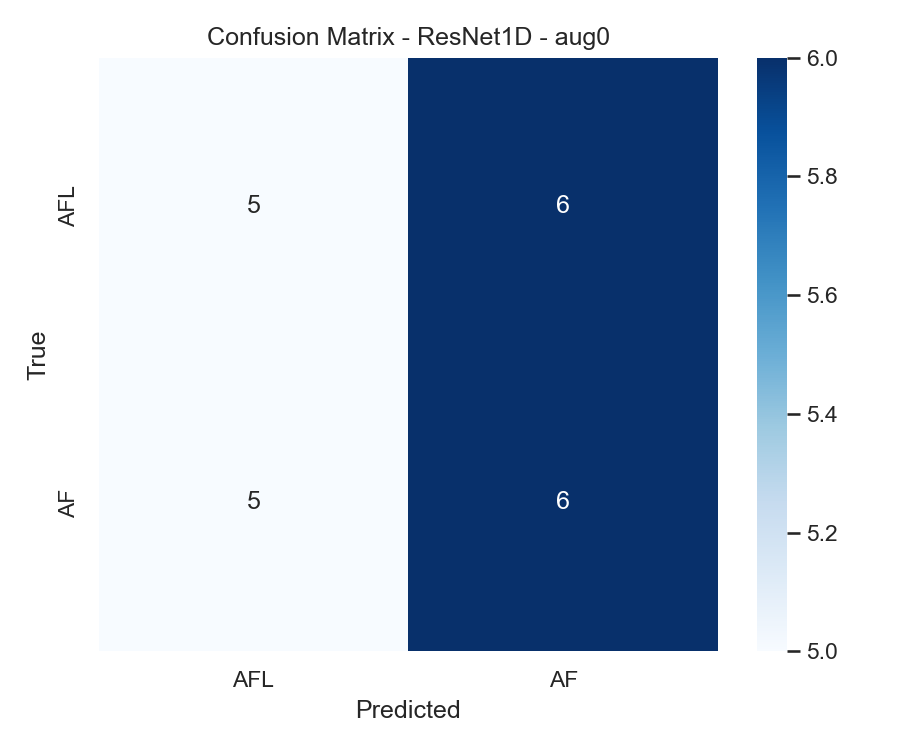 Confusion Matrix - ResNet1D - aug0
AFL
AF
True
5
6
5
6
AFL
AF
Predicted
6.0
5.8
5.6
5.4
5.2
5.0